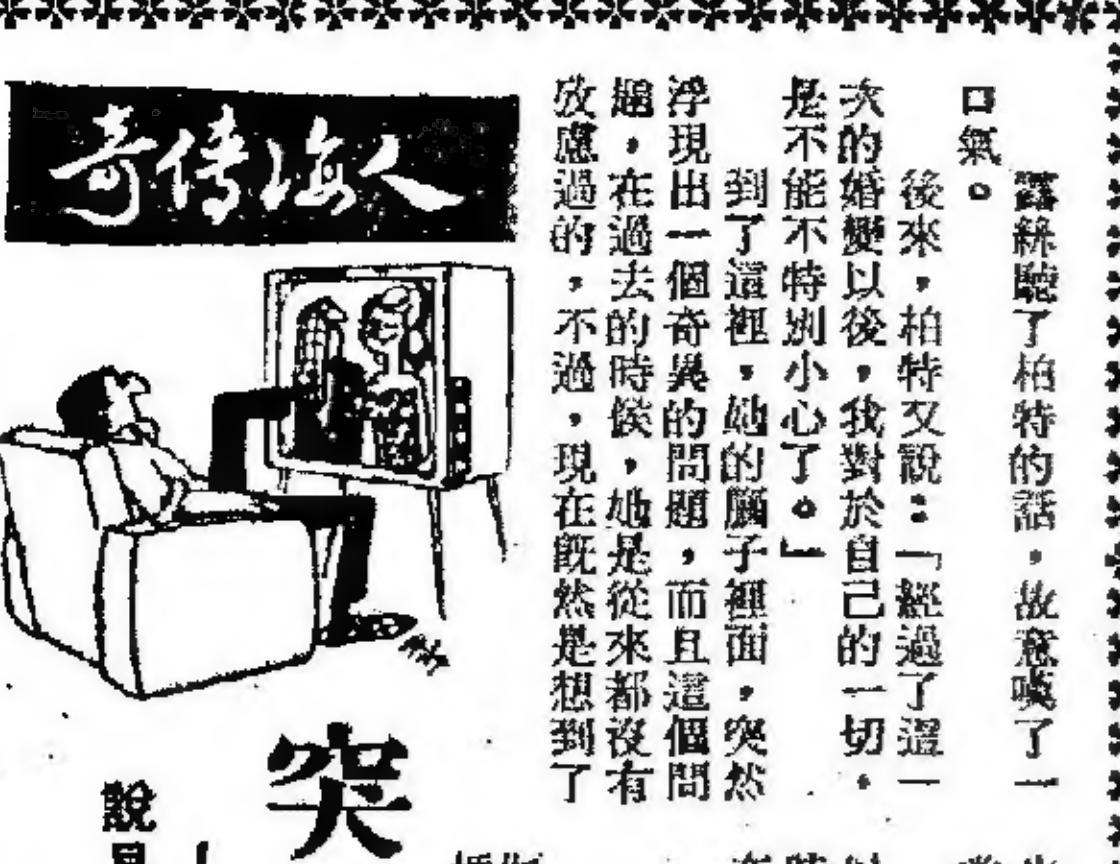 露絲聽了柏特的話，故意嘆了一
口氣。
後來，柏特又說：「經過了這一
次的婚變以後，我對於自己的一切，
是不能不特別小心了。」
到了這裡，她的腦子裡面，突然
浮現出一個奇異的問題，而且這個問
題，在過去的時候，她是從來都沒有
放慮過的，不過，現在既然是想到了
人海傳奇
突
說